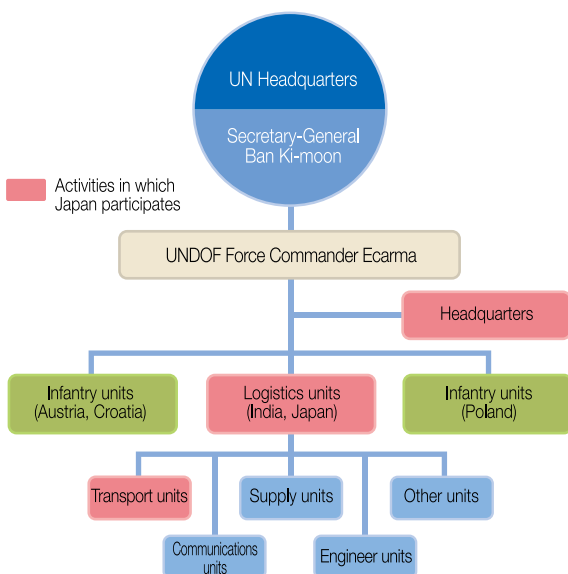 UN Headquarters
Secretary-General
Ban Ki-moon
Activities in which
Japan participates
UNDOF Force Commander Ecarma
Headquarters
Infantry units
(Austria, Croatia)
Logistics units
(India, Japan)
Infantry units
(Poland)
Transport units
Supply units
Other units
Communications
units
Engineer units